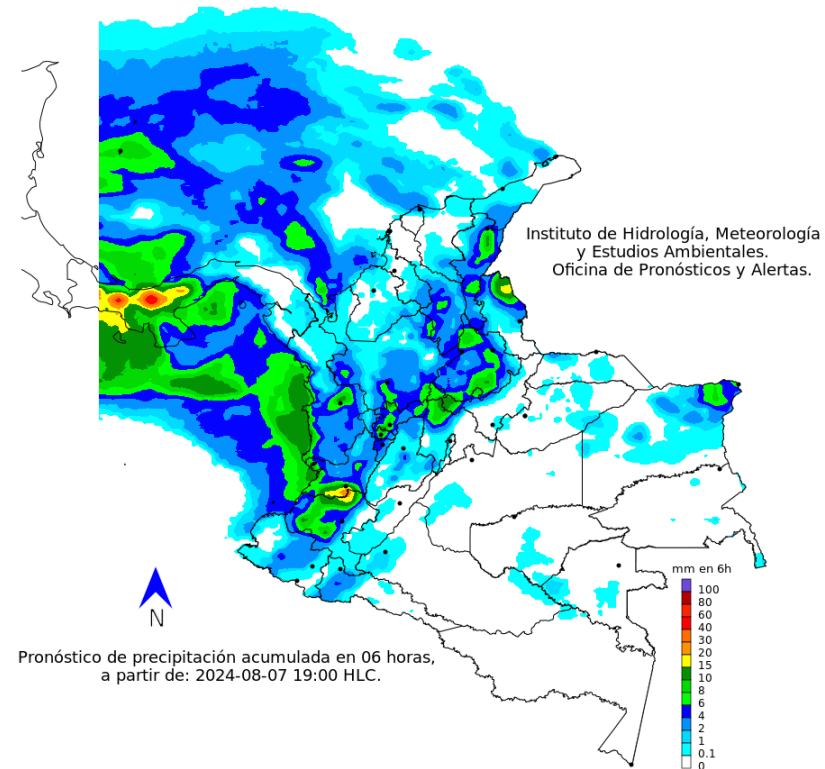 Instituto de Hidrología, Meteorología
y Estudios Ambientales.
Oficina de Pronósticos y Alertas.
mm en 6h
100
80
60
40
30
20
15
10
8
6
4
2
1
0.1
0
N
Pronóstico de precipitación acumulada en 06 horas,
a partir de: 2024-08-07 19:00 HLC.